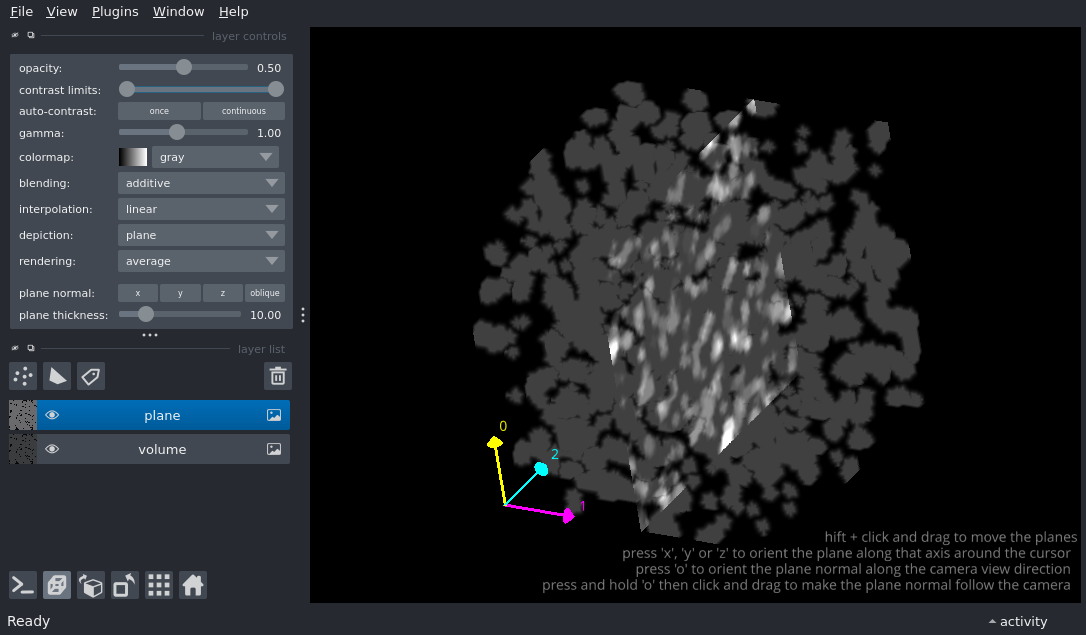 File View Plugins Window Help
layer controls
opacity: 0.50
contrast limits:
auto-contrast: once continuous
gamma: 1.00
colormap: gray
blending: additive
interpolation: linear
depiction: plane
rendering: average
plane normal: x y z oblique
plane thickness: 10.00
layer list
plane
volume
0
2
1
hift + click and drag to move the planes
press 'x', 'y' or 'z' to orient the plane along that axis around the cursor
press 'o' to orient the plane normal along the camera view direction
press and hold 'o' then click and drag to make the plane normal follow the camera
Ready activity